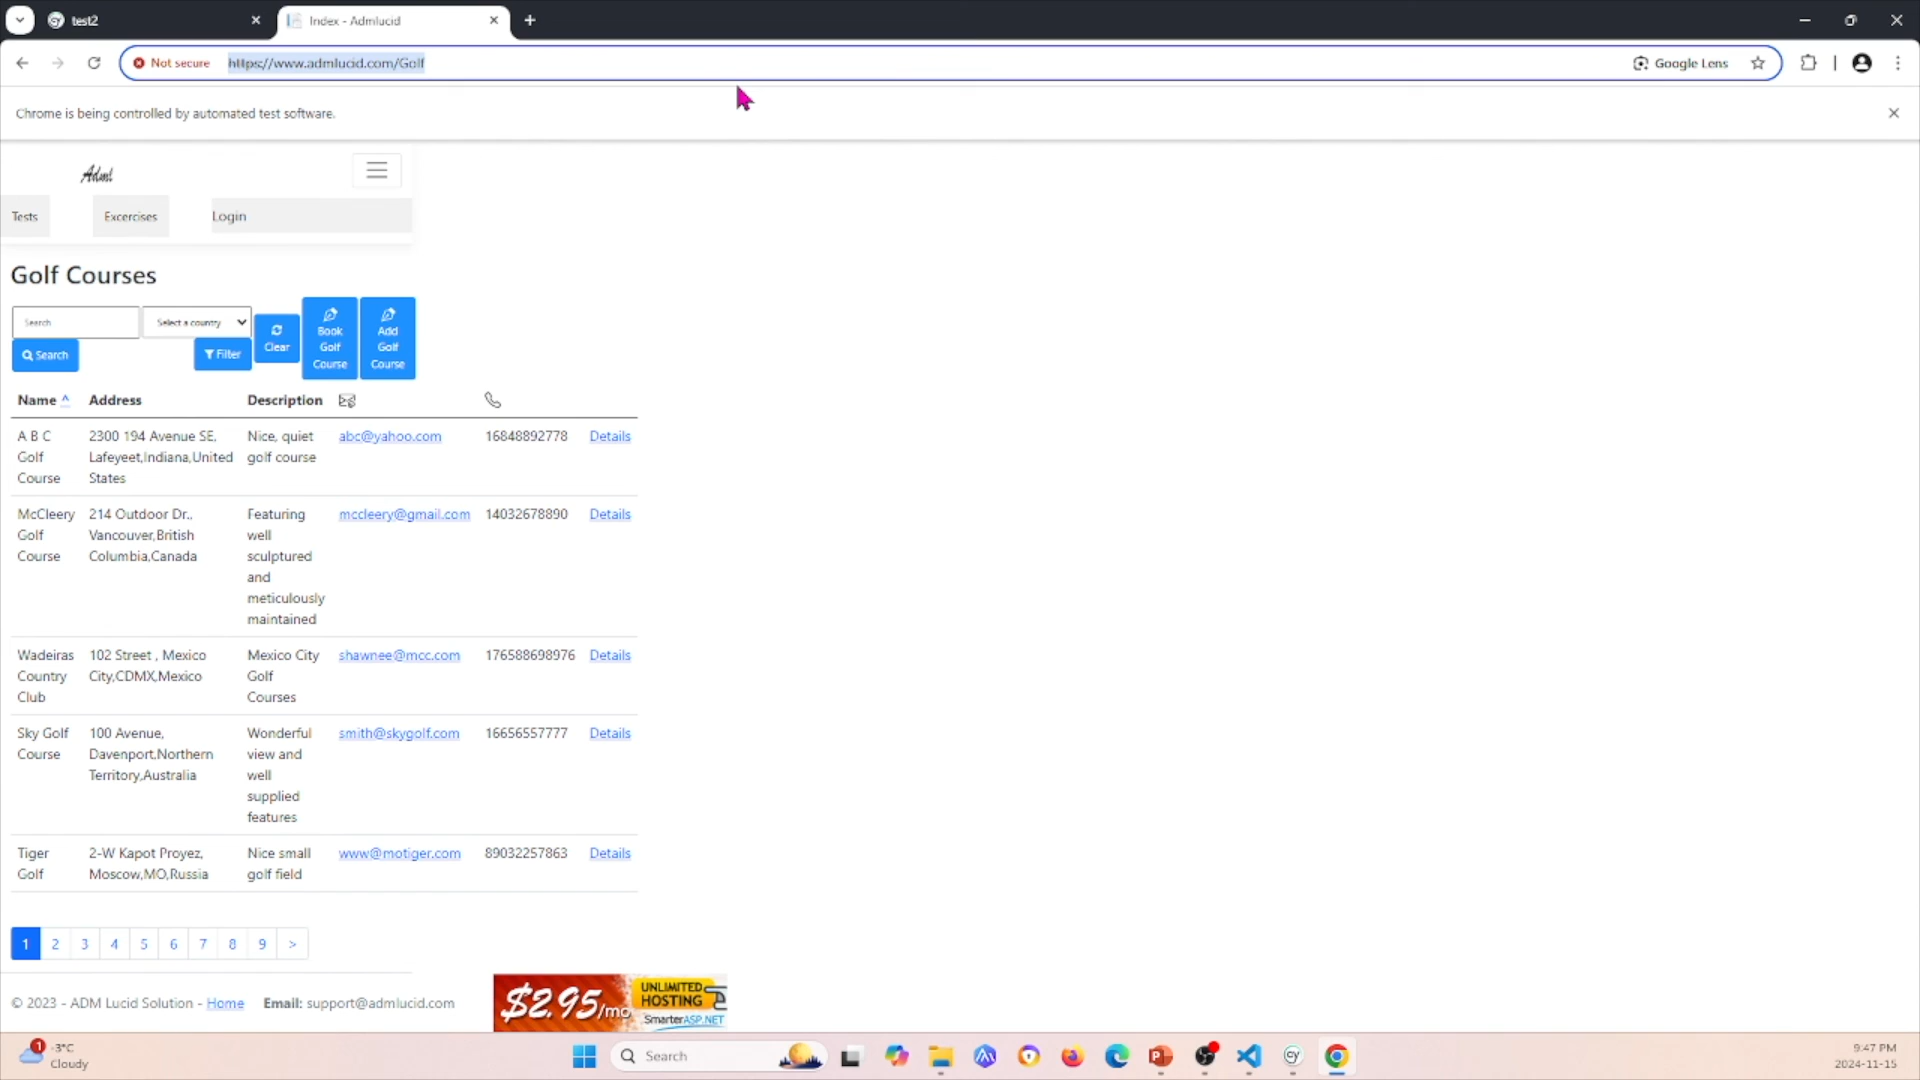 test2
Index - Admlucid
Not secure https://www.admlucid.com/Golf Google Lens
Chrome is being controlled by automated test software.
Adml
Tests Excercises Login
Golf Courses
Search Select a country
Search Filter Clear
Book
Golf
Course
Add
Golf
Course
Name Address Description
A B C 2300 194 Avenue SE, Nice, quiet abc@yahoo.com 16848892778 Details
Golf Lafeyeet,Indiana,United golf course
Course States
McCleery 214 Outdoor Dr., Featuring mccleery@gmail.com 14032678890 Details
Golf Vancouver,British well
Course Columbia,Canada sculptured
and
meticulously
maintained
Wadeiras 102 Street , Mexico Mexico City shawnee@mcc.com 176588698976 Details
Country City,CDMX,Mexico Golf
Club Courses
Sky Golf 100 Avenue, Wonderful smith@skygolf.com 16656557777 Details
Course Davenport,Northern view and
Territory,Australia well
supplied
features
Tiger 2-W Kapot Proyez, Nice small www@motiger.com 89032257863 Details
Golf Moscow,MO,Russia golf field
1 2 3 4 5 6 7 8 9 >
© 2023 - ADM Lucid Solution - Home Email: support@admlucid.com
$2.95/mo UNLIMITED
HOSTING
SmarterASP.NET
1 -3°C
Cloudy
Search
9:47 PM
2024-11-15